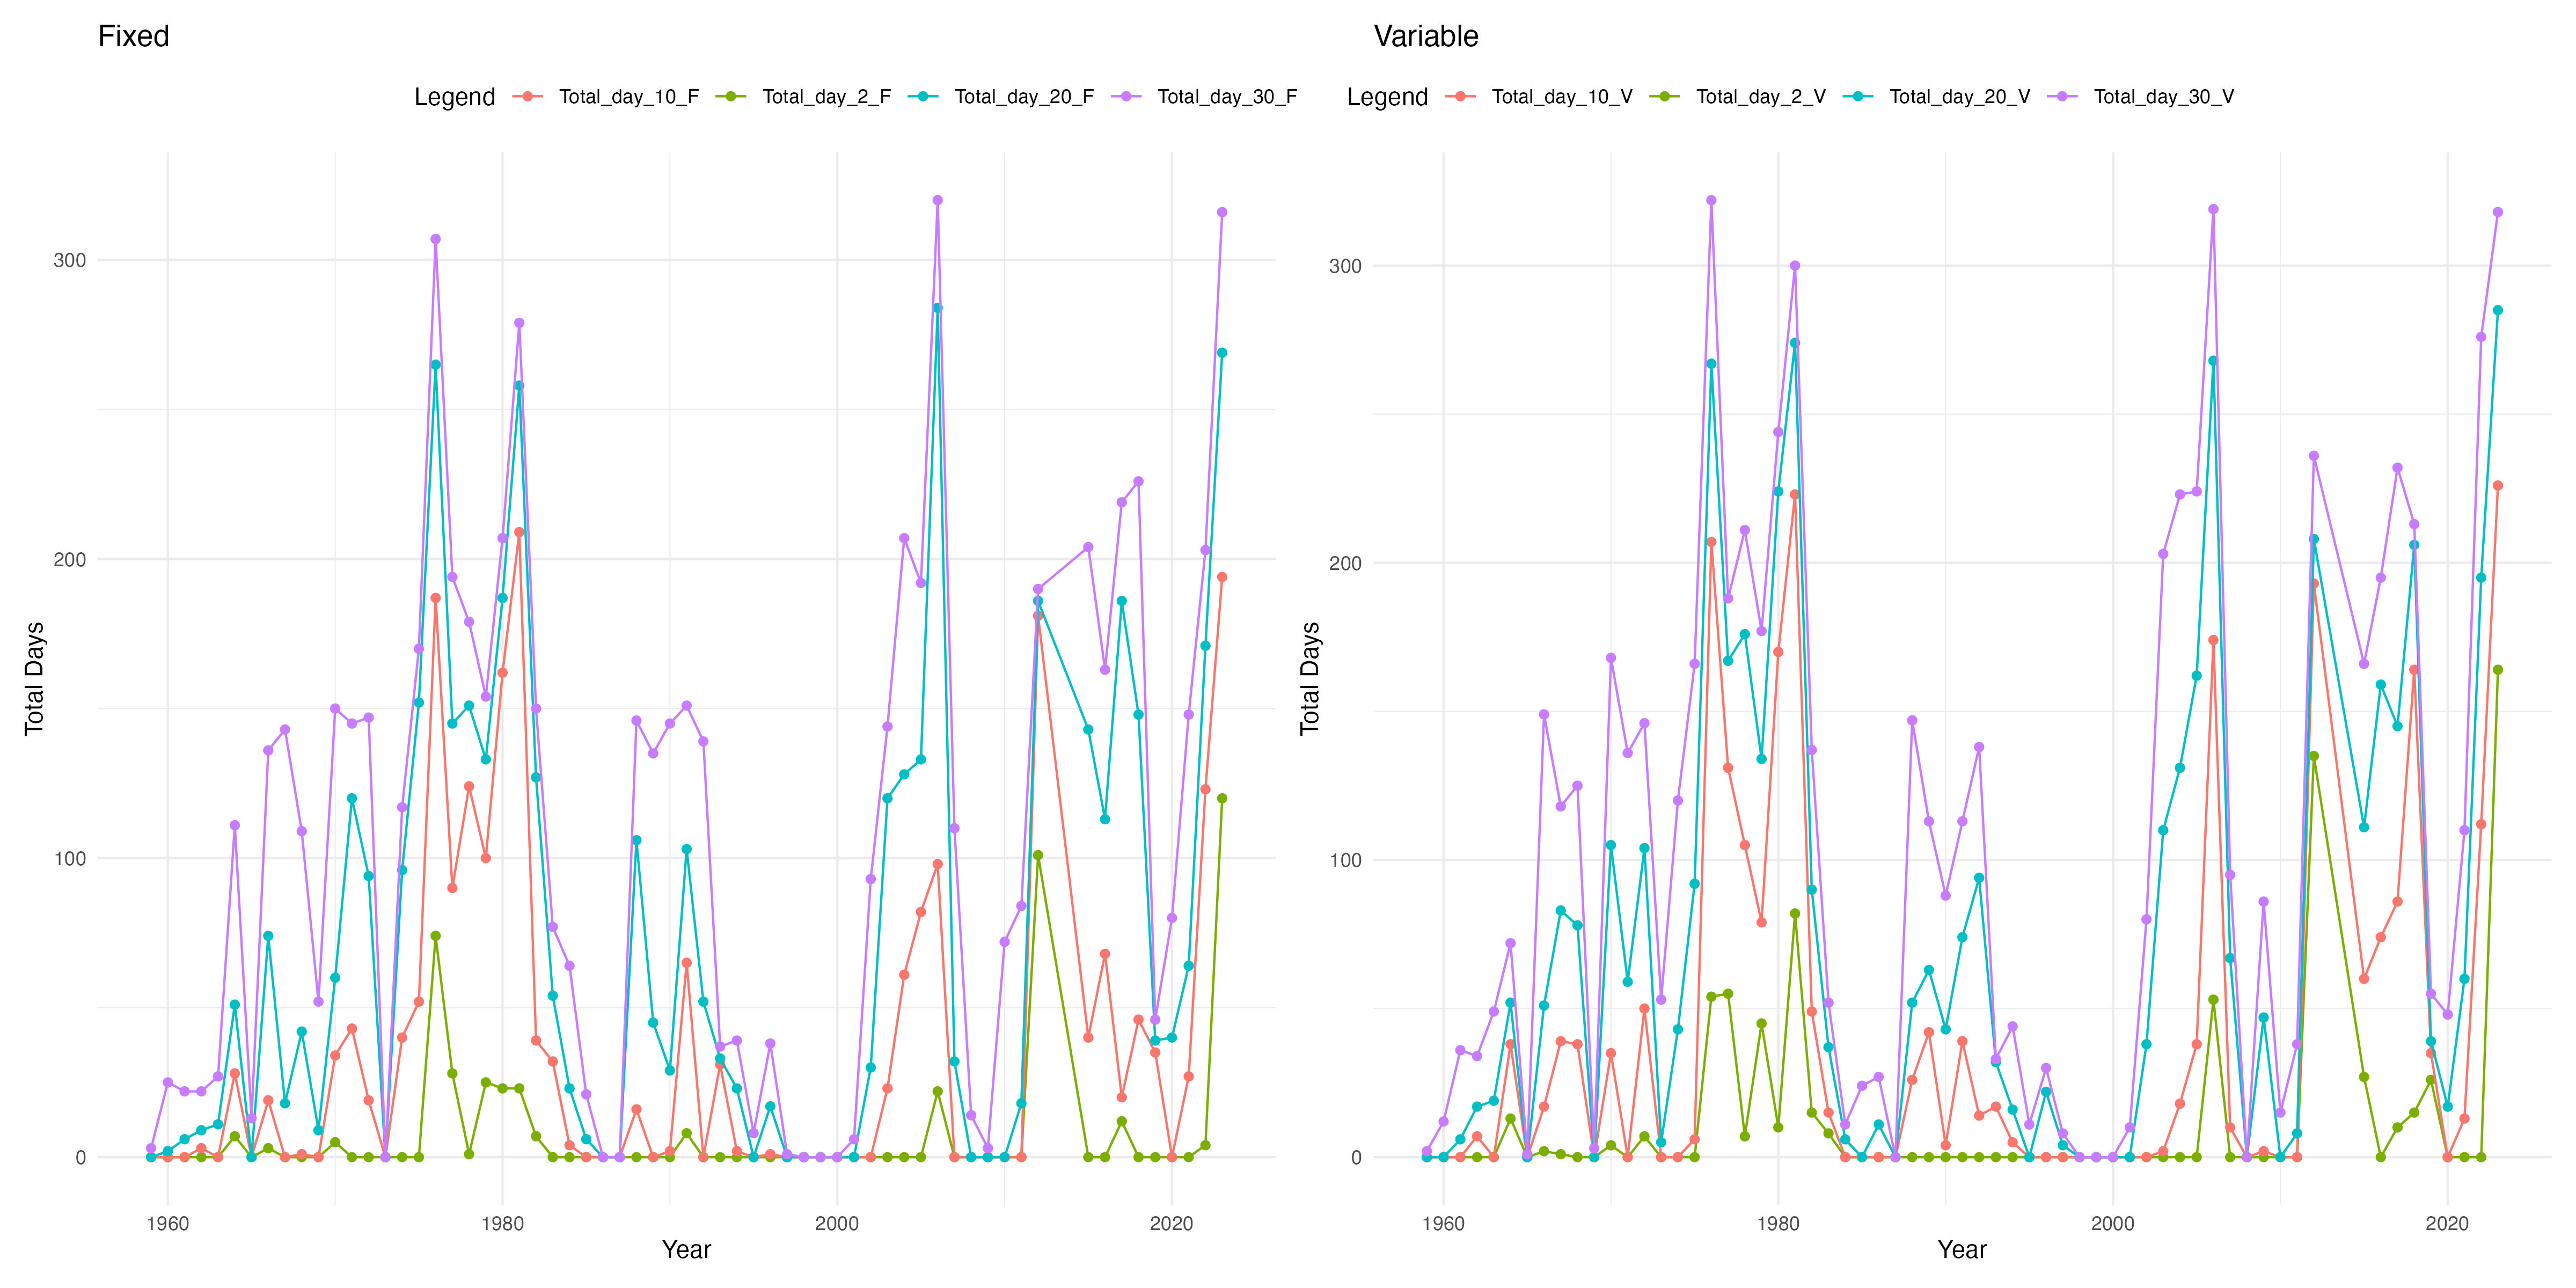 Fixed
Legend Total_day_10_F Total_day_2_F Total_day_20_F Total_day_30_F
300
200
100
0
Total Days
1960 1980 2000 2020
Year
Variable
Legend Total_day_10_V Total_day_2_V Total_day_20_V Total_day_30_V
300
200
100
0
Total Days
1960 1980 2000 2020
Year